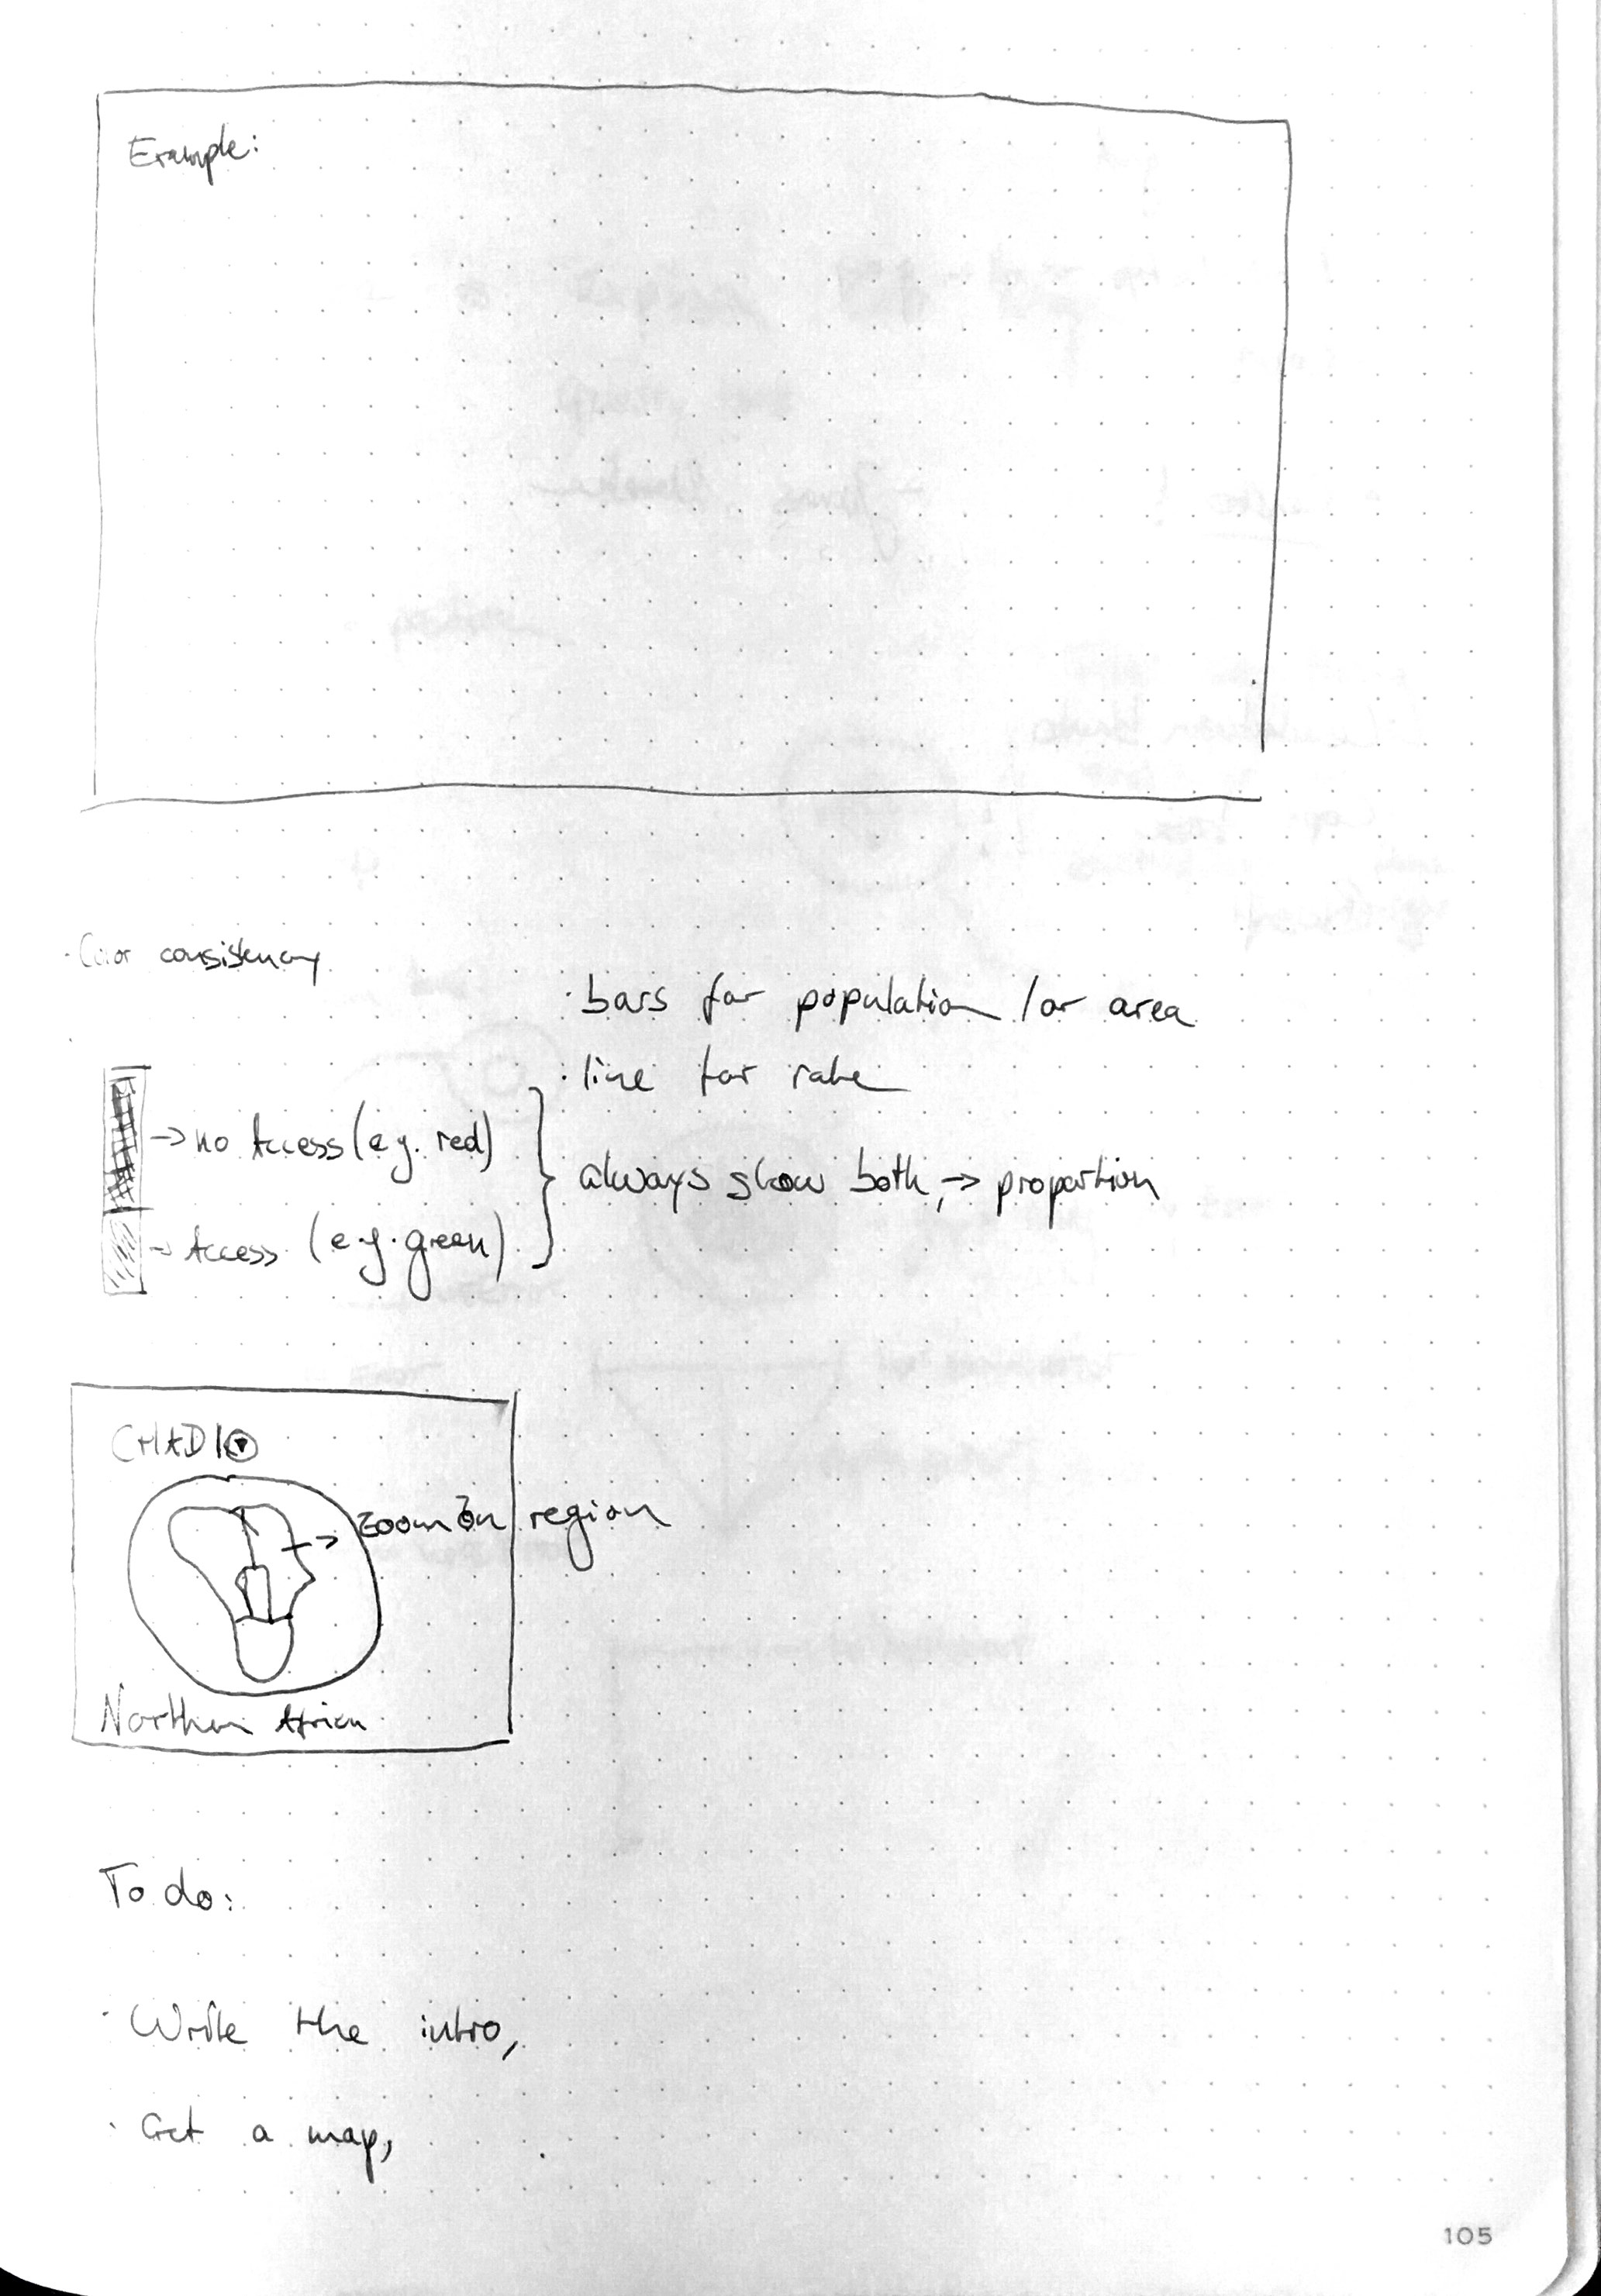 Example:
· Color consistency
· bars for population /or area
· line for rate
→ no Access (e.g. red)
→ Access (e.g. green)
always show both, → proportion
CHAD
→ zoom on region
Northern Africa
To do:
· Write the intro,
· Get a map,
105